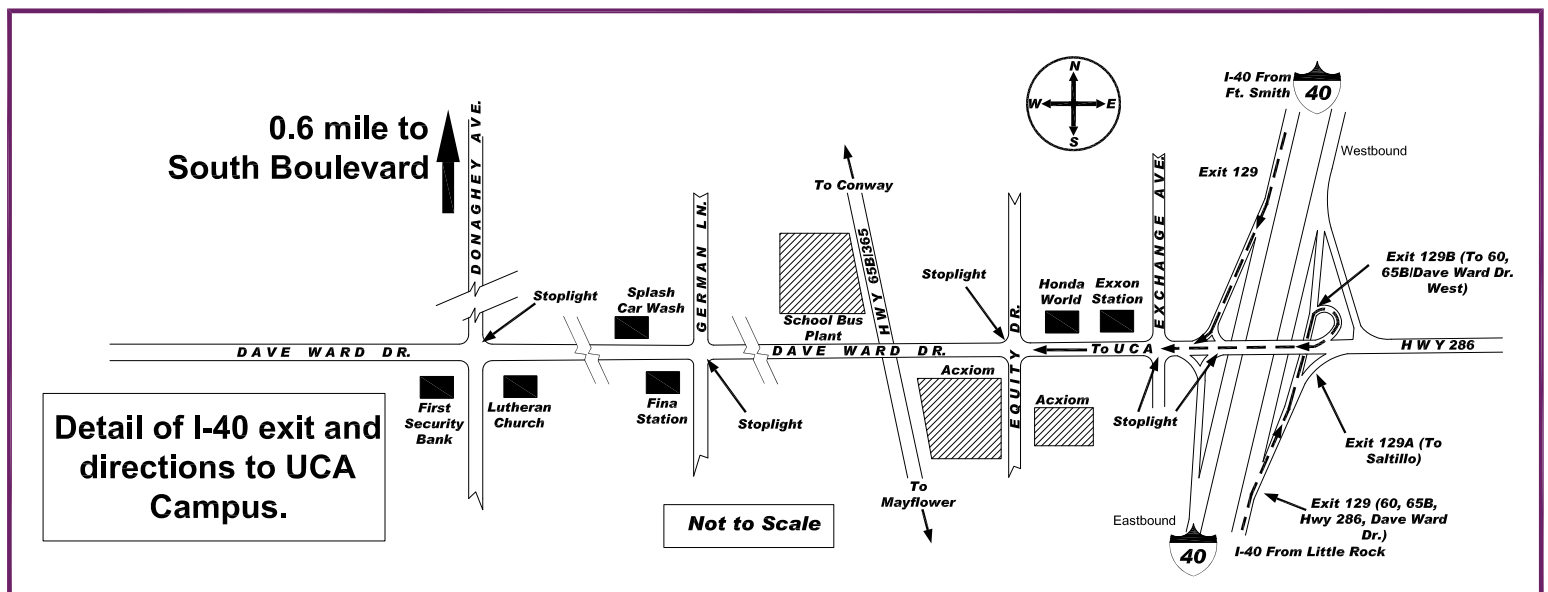 0.6 mile to
South Boulevard
DONAGHEY AVE.
Stoplight
Splash
Car Wash
GERMAN LN.
To Conway
HWY 65B|365
School Bus
Plant
N
W
E
S
Stoplight
EQUITY DR.
Honda
World
Exxon
Station
EXCHANGE AVE.
I-40 From
Ft. Smith
40
Westbound
Exit 129
Exit 129B (To 60,
65B|Dave Ward Dr.
West)
DAVE WARD DR.
DAVE WARD DR.
To UCA
HWY 286
First
Security
Bank
Lutheran
Church
Fina
Station
Stoplight
Acxiom
Acxiom
Stoplight
Exit 129A (To
Saltillo)
To
Mayflower
Exit 129 (60, 65B,
Hwy 286, Dave Ward
Dr.)
Eastbound
40
I-40 From Little Rock
Detail of I-40 exit and
directions to UCA
Campus.
Not to Scale